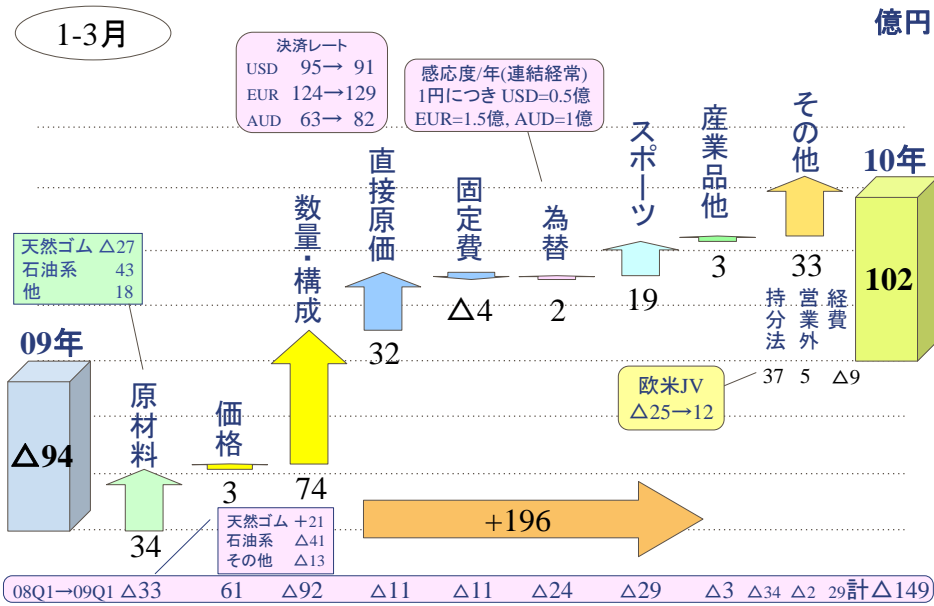 1-3月
億円
決済レート
USD 95→ 91
EUR 124→129
AUD 63→ 82
感応度/年(連結経常)
1円につき USD=0.5億
EUR=1.5億, AUD=1億
09年
△94
天然ゴム △27
石油系 43
他 18
原材料
34
価格
3
数量・構成
74
直接原価
32
固定費
△4
為替
2
スポーツ
19
産業品他
3
その他
33
持分法 営業外 経費
37 5 △9
10年
102
欧米JV
△25→12
+196
天然ゴム +21
石油系 △41
その他 △13
08Q1→09Q1 △33 61 △92 △11 △11 △24 △29 △3 △34 △2 29 計△149